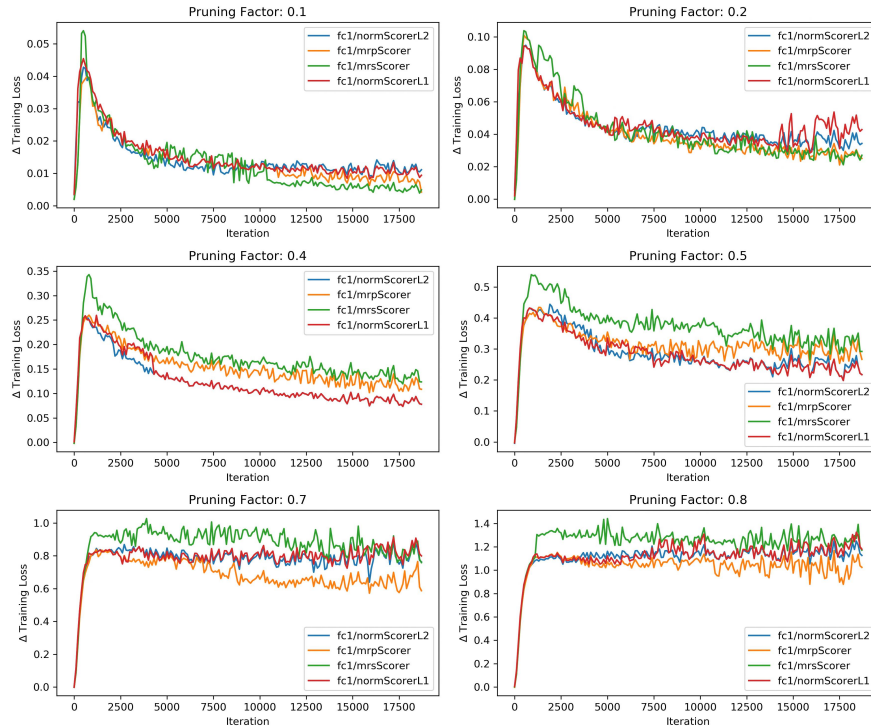 Pruning Factor: 0.1
Δ Training Loss
0.05
0.04
0.03
0.02
0.01
0.00
fc1/normScorerL2
fc1/mrpScorer
fc1/mrsScorer
fc1/normScorerL1
0 2500 5000 7500 10000 12500 15000 17500
Iteration
Pruning Factor: 0.2
Δ Training Loss
0.10
0.08
0.06
0.04
0.02
0.00
fc1/normScorerL2
fc1/mrpScorer
fc1/mrsScorer
fc1/normScorerL1
0 2500 5000 7500 10000 12500 15000 17500
Iteration
Pruning Factor: 0.4
Δ Training Loss
0.35
0.30
0.25
0.20
0.15
0.10
0.05
0.00
fc1/normScorerL2
fc1/mrpScorer
fc1/mrsScorer
fc1/normScorerL1
0 2500 5000 7500 10000 12500 15000 17500
Iteration
Pruning Factor: 0.5
Δ Training Loss
0.5
0.4
0.3
0.2
0.1
0.0
fc1/normScorerL2
fc1/mrpScorer
fc1/mrsScorer
fc1/normScorerL1
0 2500 5000 7500 10000 12500 15000 17500
Iteration
Pruning Factor: 0.7
Δ Training Loss
1.0
0.8
0.6
0.4
0.2
0.0
fc1/normScorerL2
fc1/mrpScorer
fc1/mrsScorer
fc1/normScorerL1
0 2500 5000 7500 10000 12500 15000 17500
Iteration
Pruning Factor: 0.8
Δ Training Loss
1.4
1.2
1.0
0.8
0.6
0.4
0.2
0.0
fc1/normScorerL2
fc1/mrpScorer
fc1/mrsScorer
fc1/normScorerL1
0 2500 5000 7500 10000 12500 15000 17500
Iteration